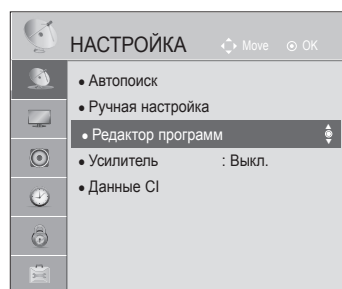 НАСТРОЙКА Move OK
• Автопоиск
• Ручная настройка
• Редактор программ
• Усилитель : Выкл.
• Данные CI